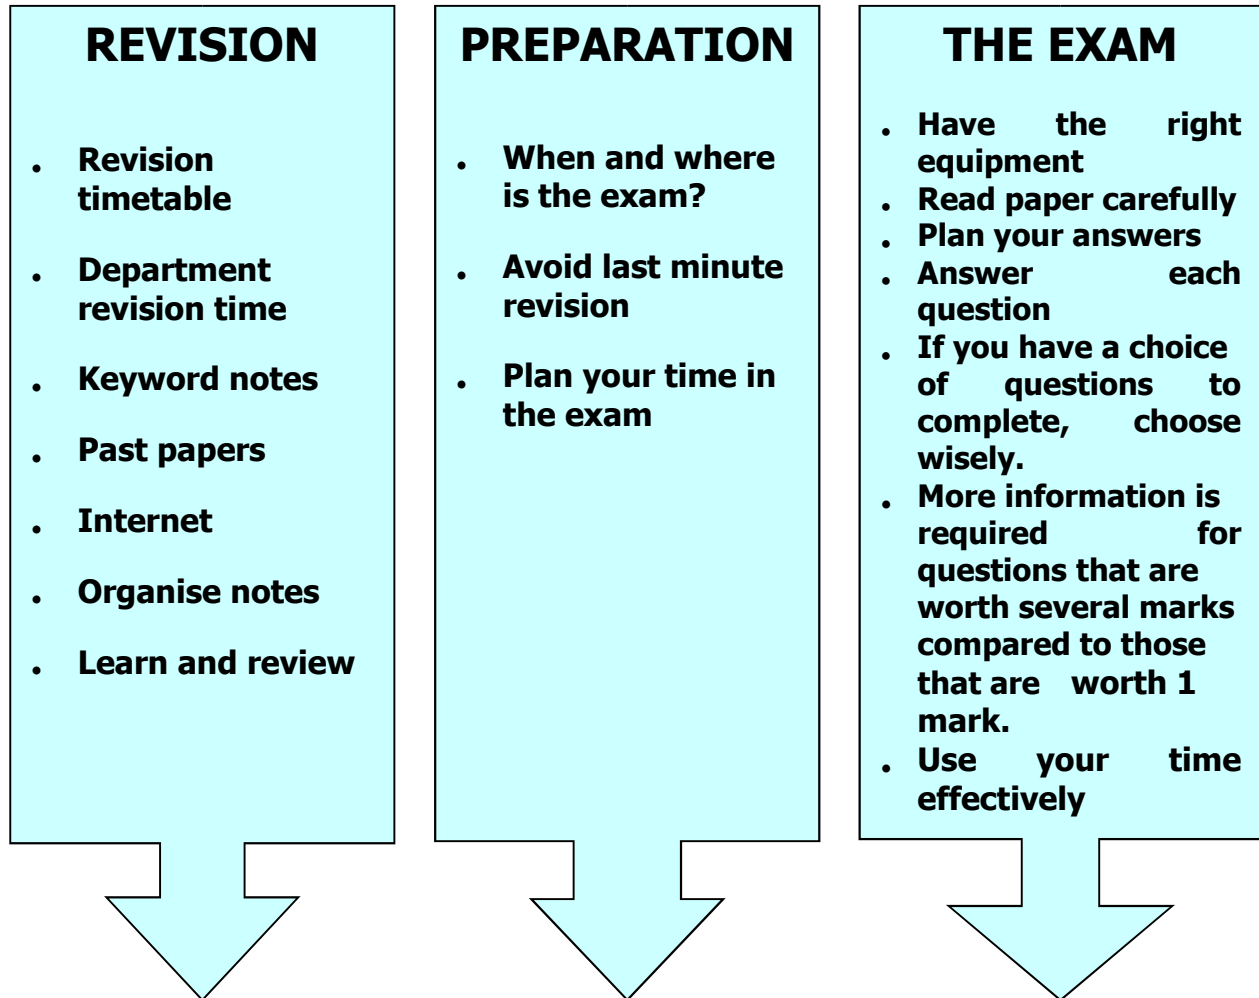 REVISION
. Revision
timetable
. Department
revision time
. Keyword notes
. Past papers
. Internet
. Organise notes
. Learn and review
PREPARATION
. When and where
is the exam?
. Avoid last minute
revision
. Plan your time in
the exam
THE EXAM
. Have the right
equipment
. Read paper carefully
. Plan your answers
. Answer each
question
. If you have a choice
of questions to
complete, choose
wisely.
. More information is
required for
questions that are
worth several marks
compared to those
that are worth 1
mark.
. Use your time
effectively